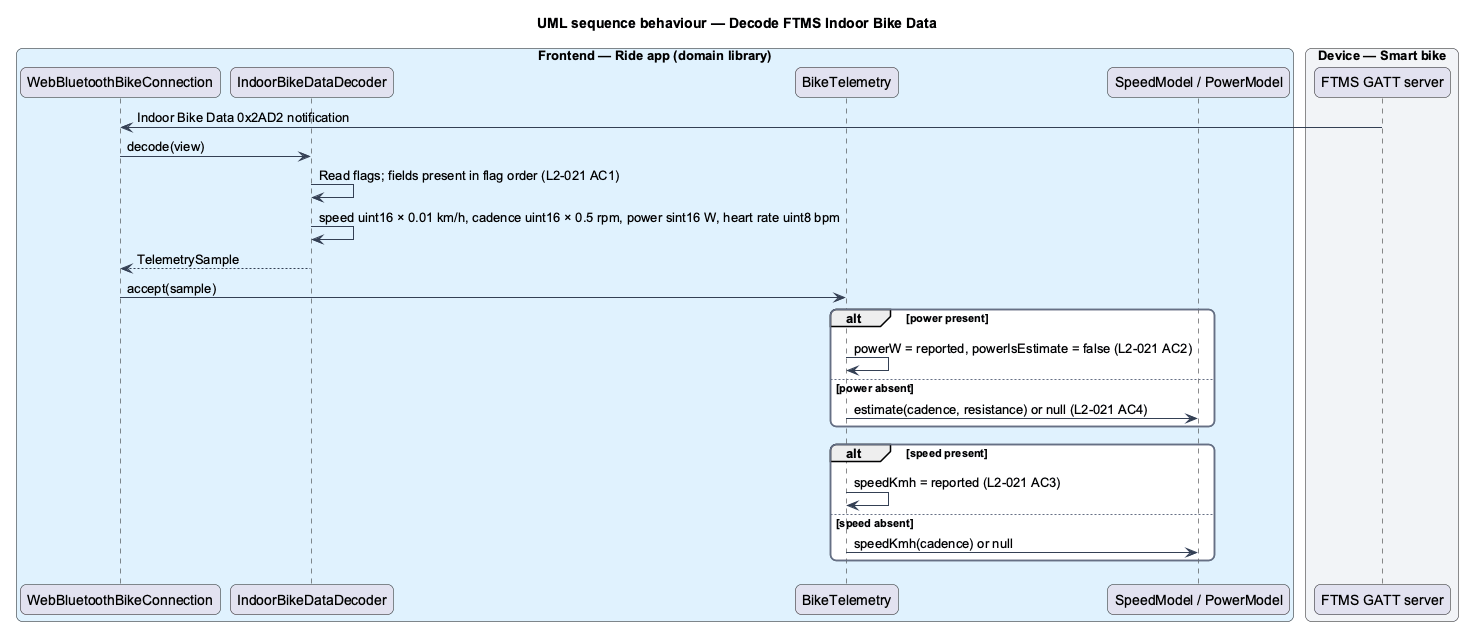 UML sequence behaviour — Decode FTMS Indoor Bike Data
Frontend — Ride app (domain library)
Device — Smart bike
WebBluetoothBikeConnection
IndoorBikeDataDecoder
BikeTelemetry
SpeedModel / PowerModel
FTMS GATT server
Indoor Bike Data 0x2AD2 notification
decode(view)
Read flags; fields present in flag order (L2-021 AC1)
speed uint16 × 0.01 km/h, cadence uint16 × 0.5 rpm, power sint16 W, heart rate uint8 bpm
TelemetrySample
accept(sample)
alt [power present]
powerW = reported, powerIsEstimate = false (L2-021 AC2)
[power absent]
estimate(cadence, resistance) or null (L2-021 AC4)
alt [speed present]
speedKmh = reported (L2-021 AC3)
[speed absent]
speedKmh(cadence) or null
WebBluetoothBikeConnection
IndoorBikeDataDecoder
BikeTelemetry
SpeedModel / PowerModel
FTMS GATT server